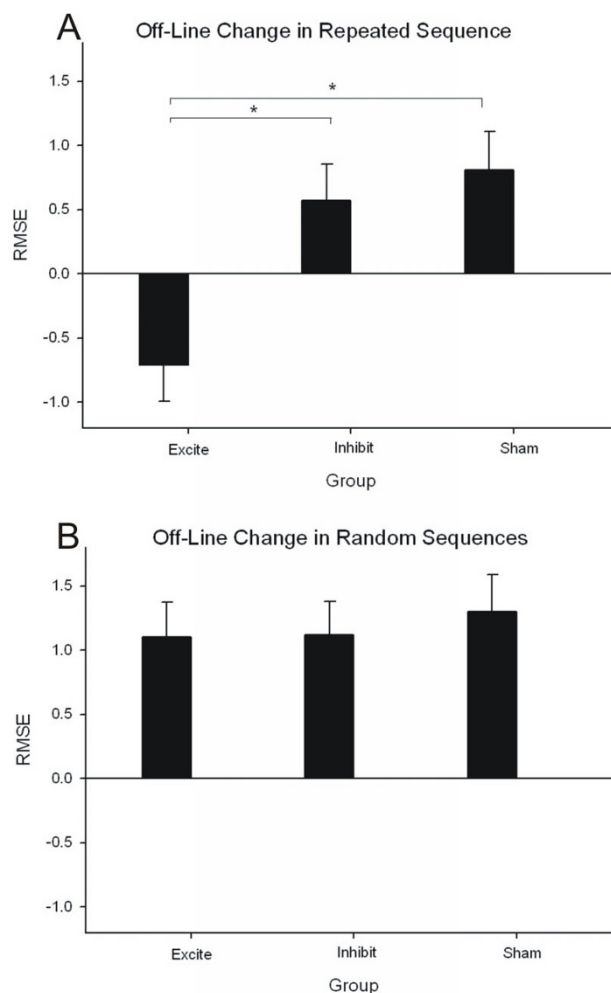 A
Off-Line Change in Repeated Sequence
1.5
*
*
1.0
0.5
RMSE
0.0
-0.5
-1.0
Excite Inhibit Sham
Group
B
Off-Line Change in Random Sequences
1.5
1.0
0.5
RMSE
0.0
-0.5
-1.0
Excite Inhibit Sham
Group